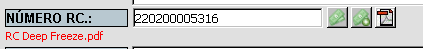 NÚMERO RC.: 220200005316
RC Deep Freeze.pdf